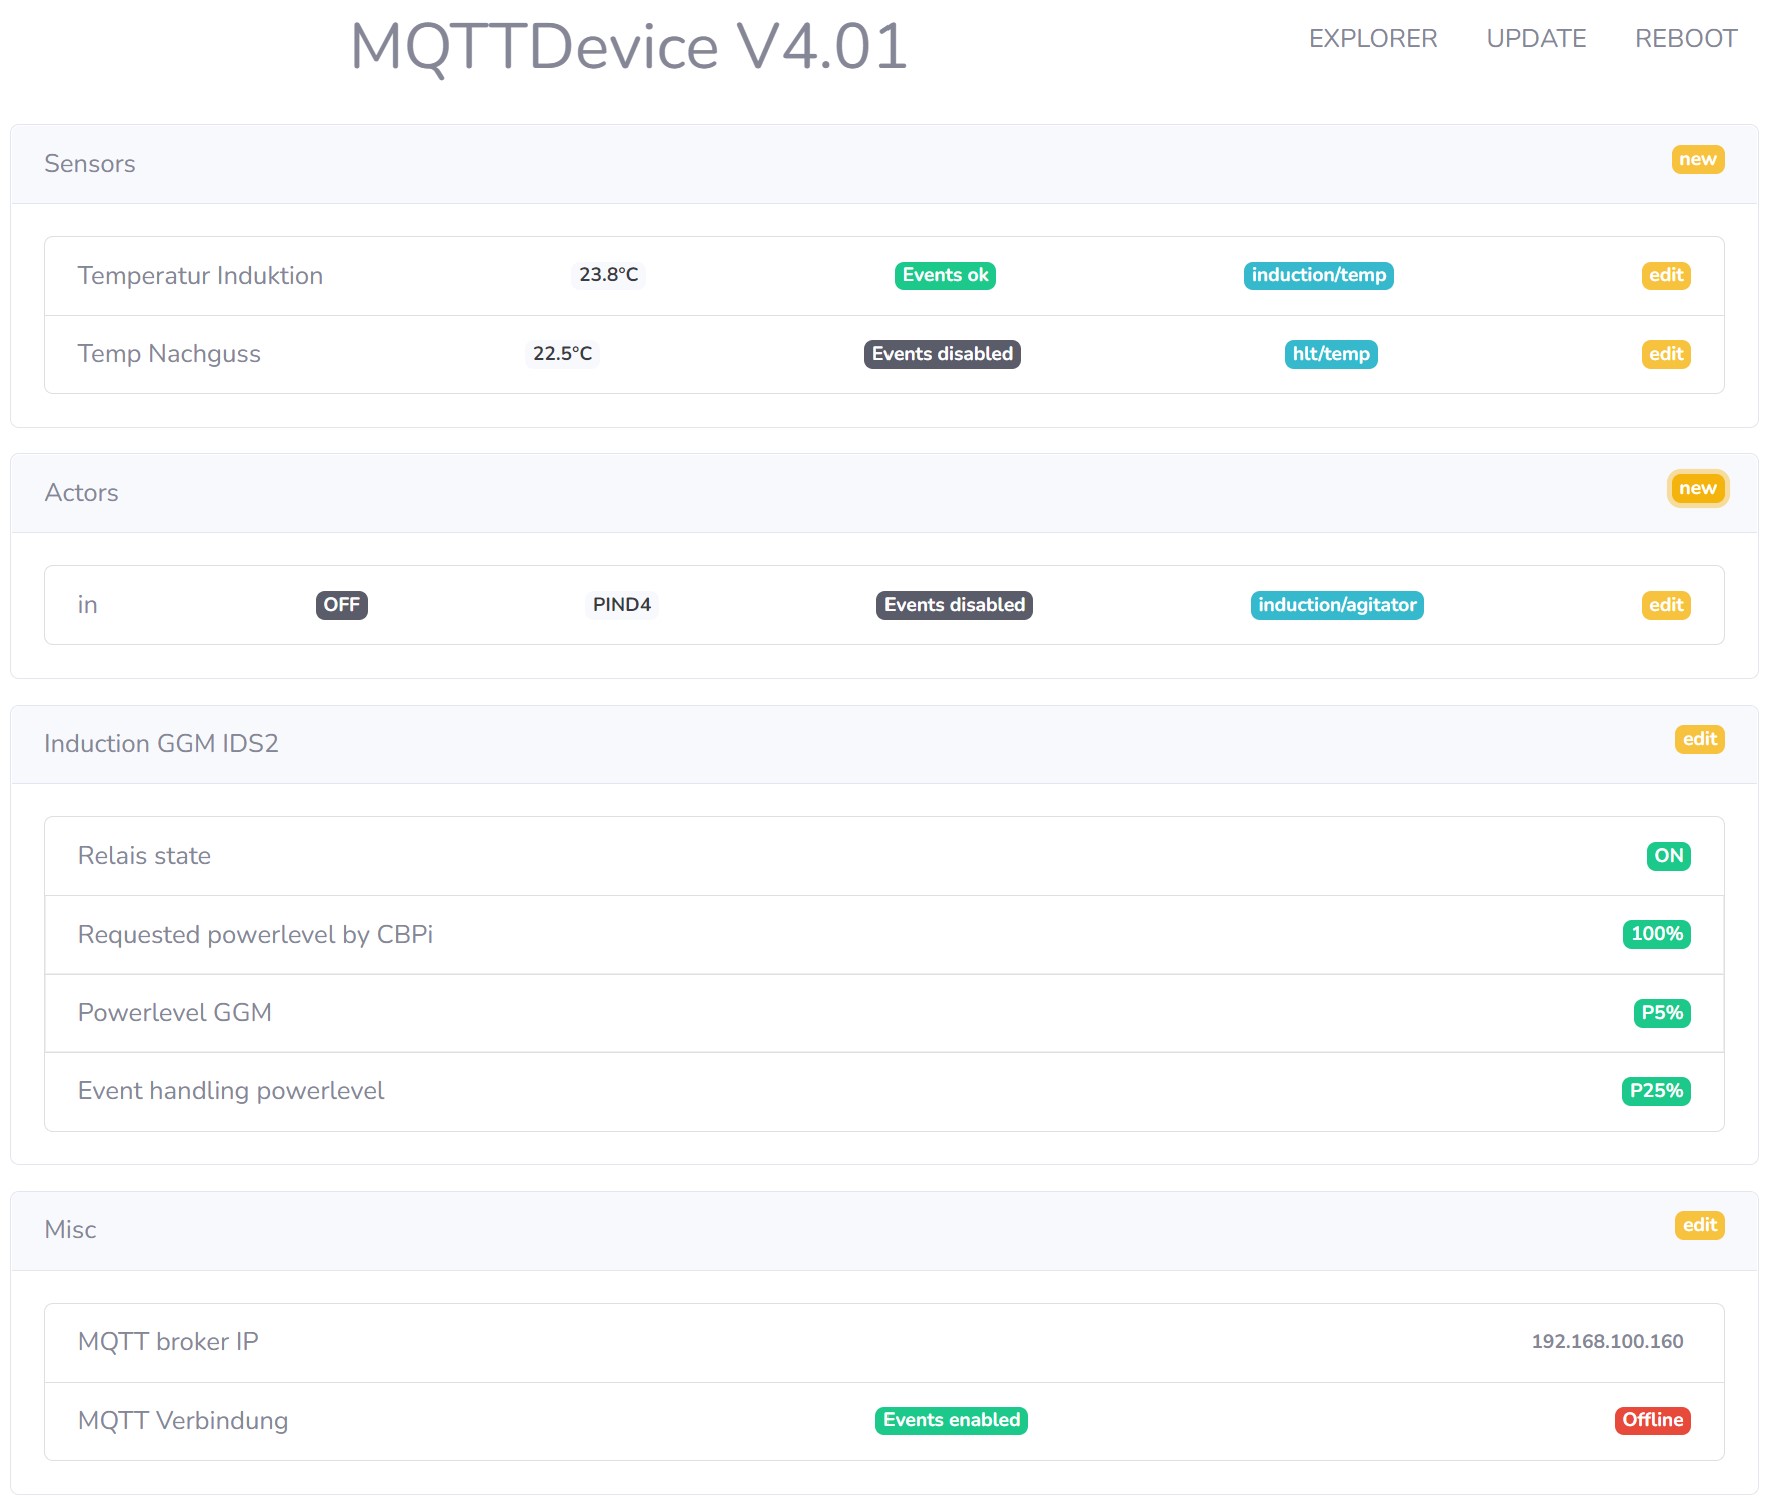 MQTTDevice V4.01 EXPLORER UPDATE REBOOT
Sensors new
Temperatur Induktion 23.8°C Events ok induction/temp edit
Temp Nachguss 22.5°C Events disabled hlt/temp edit
Actors new
in OFF PIND4 Events disabled induction/agitator edit
Induction GGM IDS2 edit
Relais state ON
Requested powerlevel by CBPi 100%
Powerlevel GGM P5%
Event handling powerlevel P25%
Misc edit
MQTT broker IP 192.168.100.160
MQTT Verbindung Events enabled Offline